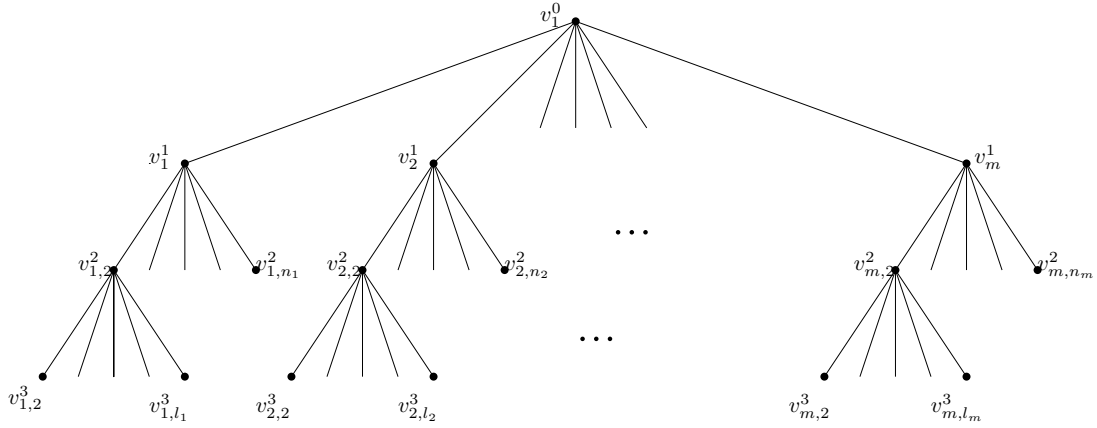 v_1^0
v_1^1 v_2^1 v_m^1
...
v_{1,2}^2 v_{1,n_1}^2 v_{2,2}^2 v_{2,n_2}^2 v_{m,2}^2 v_{m,n_m}^2
...
v_{1,2}^3 v_{1,l_1}^3 v_{2,2}^3 v_{2,l_2}^3 v_{m,2}^3 v_{m,l_m}^3